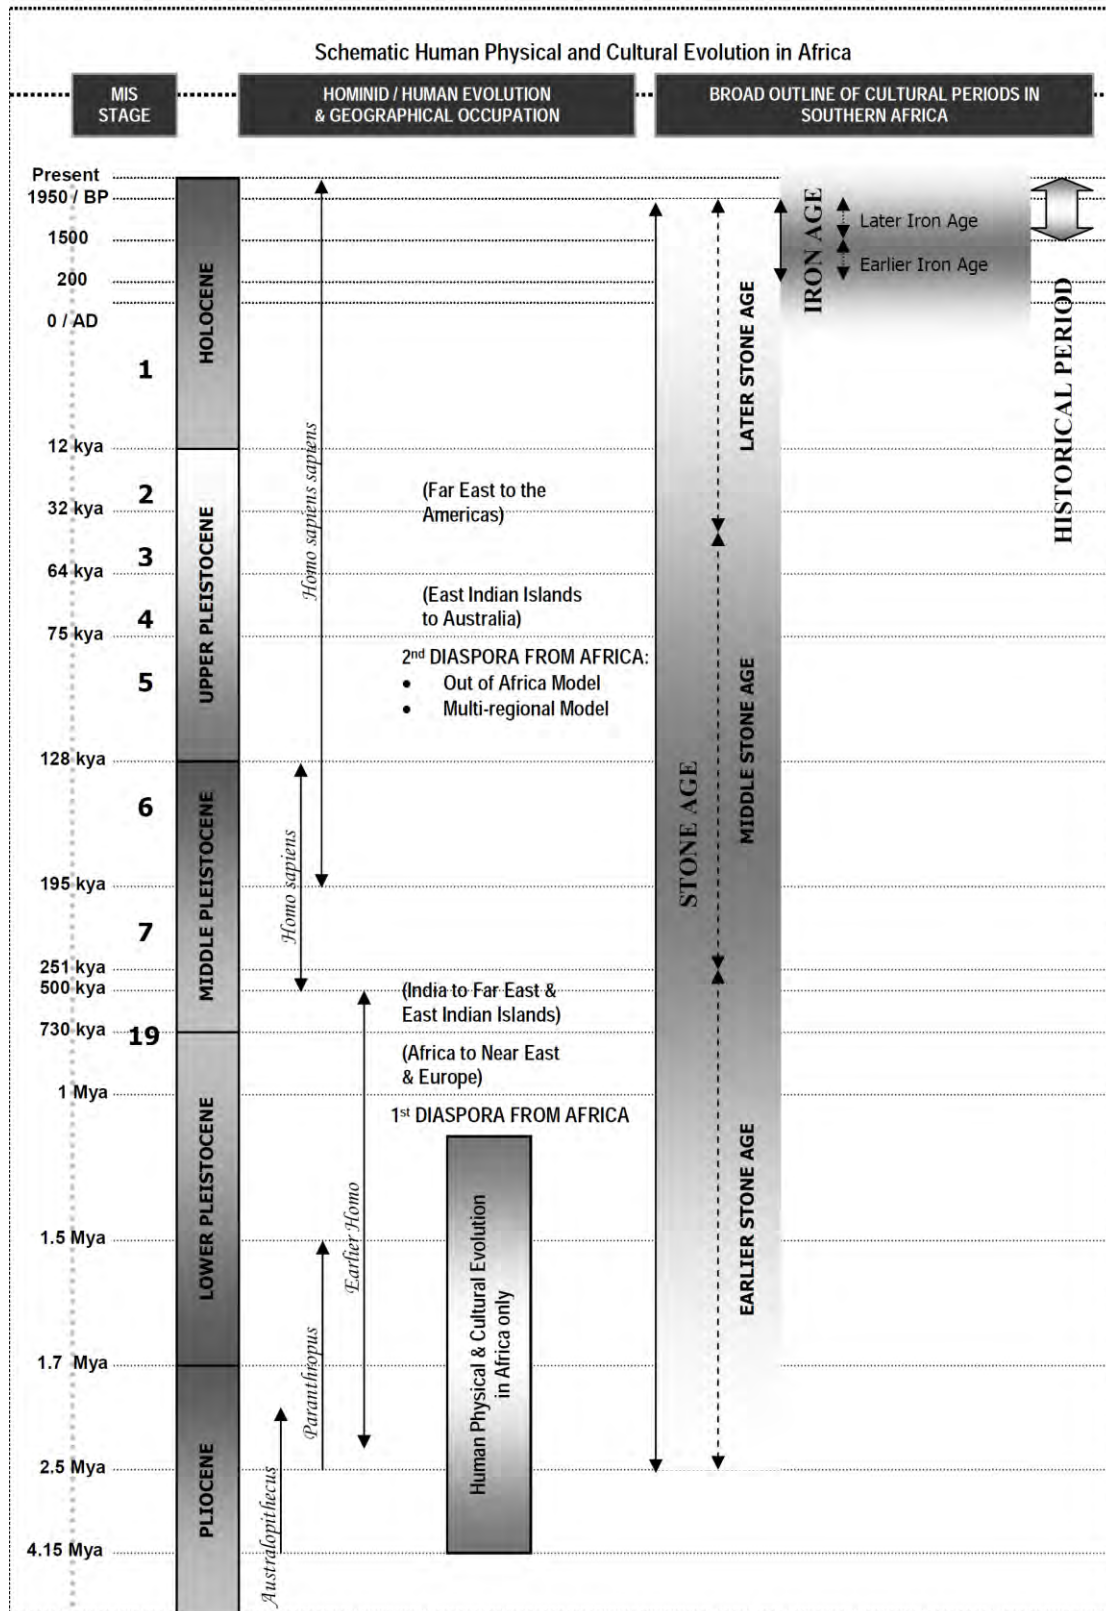 Schematic Human Physical and Cultural Evolution in Africa
MIS
STAGE
HOMINID / HUMAN EVOLUTION
& GEOGRAPHICAL OCCUPATION
BROAD OUTLINE OF CULTURAL PERIODS IN
SOUTHERN AFRICA
Present
1950 / BP
1500
200
0 / AD
12 kya
32 kya
64 kya
75 kya
128 kya
195 kya
251 kya
500 kya
730 kya
1 Mya
1.5 Mya
1.7 Mya
2.5 Mya
4.15 Mya
1
2
3
4
5
6
7
19
HOLOCENE
UPPER PLEISTOCENE
MIDDLE PLEISTOCENE
LOWER PLEISTOCENE
PLIOCENE
Homo sapiens sapiens
Homo sapiens
Earlier Homo
Paranthropus
Australopithecus
(Far East to the
Americas)
(East Indian Islands
to Australia)
2nd DIASPORA FROM AFRICA:
• Out of Africa Model
• Multi-regional Model
(India to Far East &
East Indian Islands)
(Africa to Near East
& Europe)
1st DIASPORA FROM AFRICA
Human Physical & Cultural Evolution
in Africa only
STONE AGE
LATER STONE AGE
MIDDLE STONE AGE
EARLIER STONE AGE
IRON AGE
Later Iron Age
Earlier Iron Age
HISTORICAL PERIOD